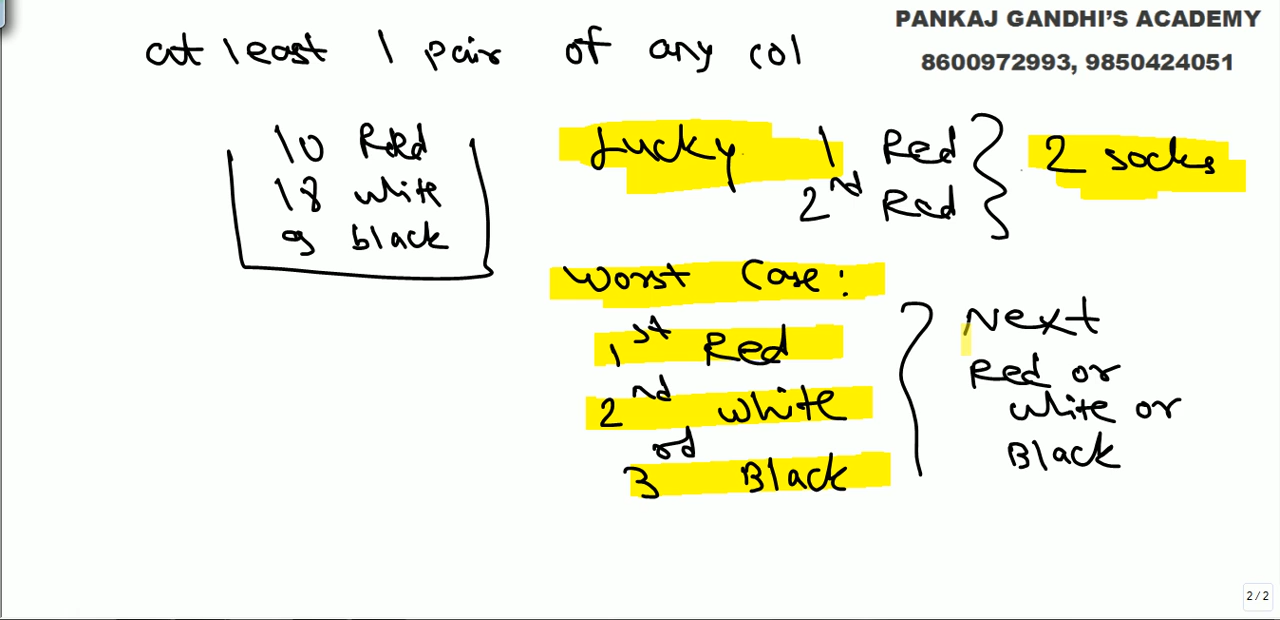 PANKAJ GANDHI'S ACADEMY
8600972993, 9850424051
at least 1 pair of any col
10 Red
18 white
9 black
Lucky 1 Red
2nd Red
2 socks
Worst Case:
1st Red
2nd white
3rd Black
Next
Red or
white or
Black
2 / 2